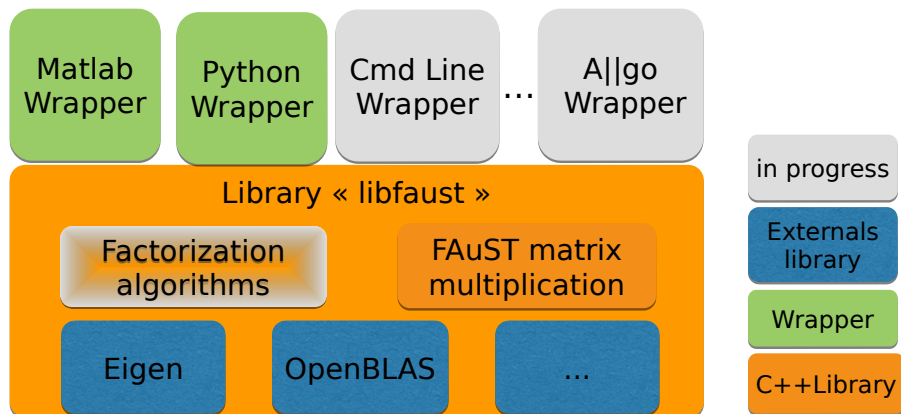 Matlab
Wrapper
Python
Wrapper
Cmd Line
Wrapper
...
A||go
Wrapper
Library « libfaust »
Factorization
algorithms
FAuST matrix
multiplication
Eigen
OpenBLAS
...
in progress
Externals
library
Wrapper
C++Library